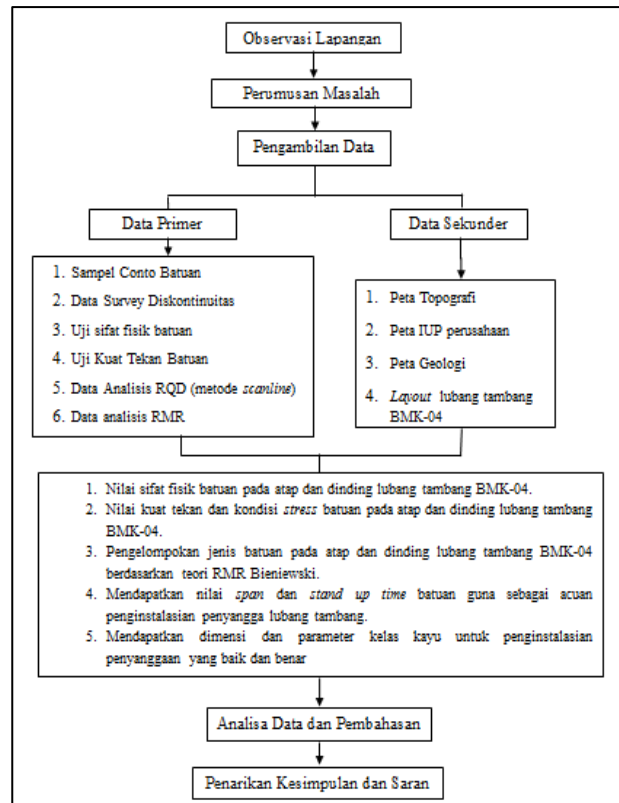 Observasi Lapangan
Perumusan Masalah
Pengambilan Data
Data Primer
Data Sekunder
1. Sampel Conto Batuan
2. Data Survey Diskontinuitas
3. Uji sifat fisik batuan
4. Uji Kuat Tekan Batuan
5. Data Analisis RQD (metode scanline)
6. Data analisis RMR
1. Peta Topografi
2. Peta IUP perusahaan
3. Peta Geologi
4. Layout lubang tambang
BMK-04
1. Nilai sifat fisik batuan pada atap dan dinding lubang tambang BMK-04.
2. Nilai kuat tekan dan kondisi stress batuan pada atap dan dinding lubang tambang
BMK-04.
3. Pengelompokan jenis batuan pada atap dan dinding lubang tambang BMK-04
berdasarkan teori RMR Bieniewski.
4. Mendapatkan nilai span dan stand up time batuan guna sebagai acuan
penginstalasian penyangga lubang tambang.
5. Mendapatkan dimensi dan parameter kelas kayu untuk penginstalasian
penyanggaan yang baik dan benar
Analisa Data dan Pembahasan
Penarikan Kesimpulan dan Saran